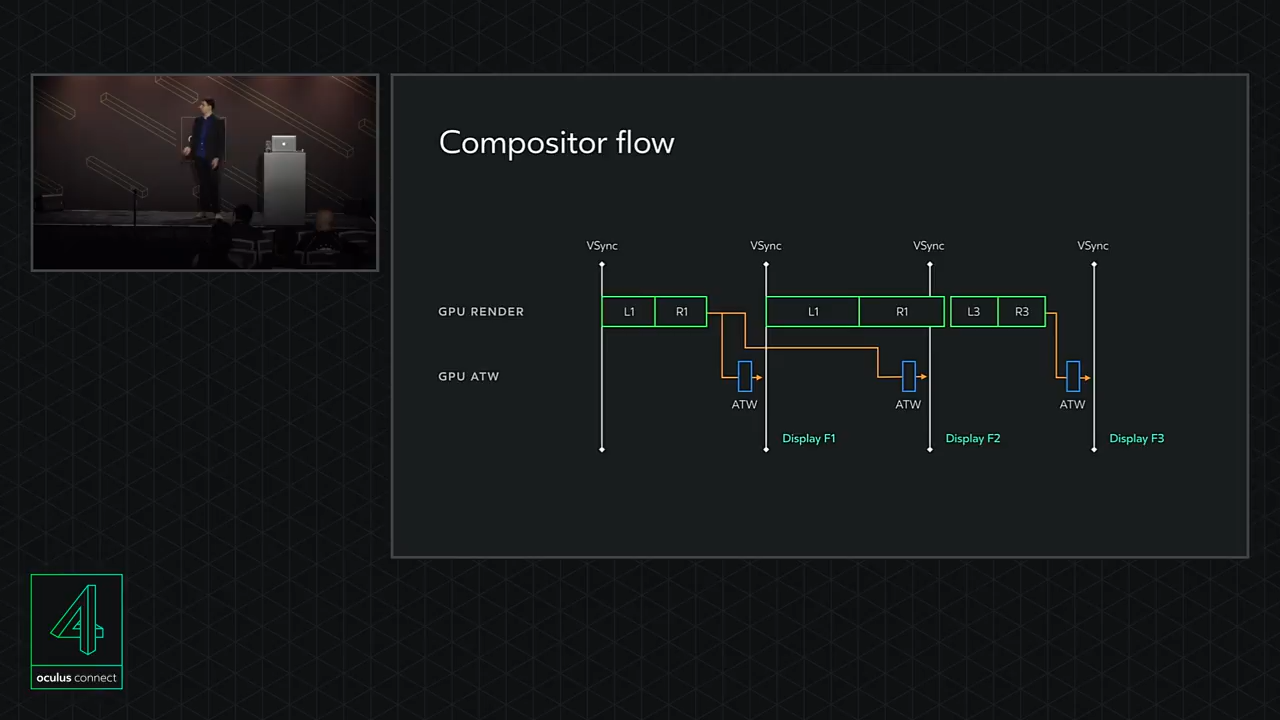 Compositor flow
VSync VSync VSync VSync
GPU RENDER L1 R1 L1 R1 L3 R3
GPU ATW
ATW ATW ATW
Display F1 Display F2 Display F3
4
oculus connect